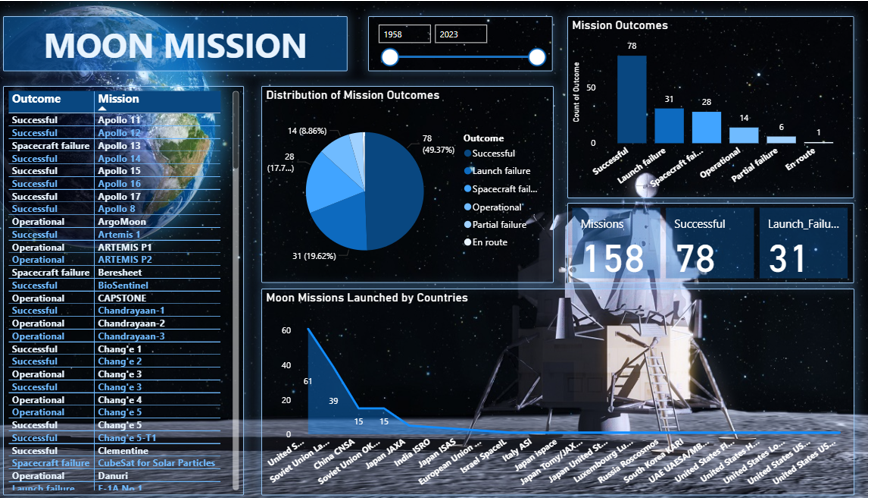 MOON MISSION
1958 2023
Mission Outcomes
Count of Outcome
50
0
78
31
28
14
6
1
Successful
Launch failure
Spacecraft fai...
Operational
Partial failure
En route
Outcome Mission
Successful Apollo 11
Successful Apollo 12
Spacecraft failure Apollo 13
Successful Apollo 14
Successful Apollo 15
Successful Apollo 16
Successful Apollo 17
Successful Apollo 8
Operational ArgoMoon
Successful Artemis 1
Operational ARTEMIS P1
Operational ARTEMIS P2
Spacecraft failure Beresheet
Successful BioSentinel
Operational CAPSTONE
Successful Chandrayaan-1
Operational Chandrayaan-2
Operational Chandrayaan-3
Successful Chang'e 1
Successful Chang'e 2
Operational Chang'e 3
Successful Chang'e 3
Operational Chang'e 4
Operational Chang'e 5
Successful Chang'e 5
Successful Chang'e 5-T1
Successful Clementine
Spacecraft failure CubeSat for Solar Particles
Operational Danuri
Launch failure E-1A No.1
Distribution of Mission Outcomes
14 (8.86%)
28
(17.7...)
31 (19.62%)
78
(49.37%)
Outcome
Successful
Launch failure
Spacecraft fail...
Operational
Partial failure
En route
Missions
158
Successful
78
Launch_Failu...
31
Moon Missions Launched by Countries
60
40
20
0
61
39
15
15
United S...
Soviet Union La...
China CNSA
Soviet Union OK...
Japan JAXA
India ISRO
Japan ISAS
European Union ...
Israel SpaceIL
Italy ASI
Japan ispace
Japan Tomy/JAX...
Japan United St...
Luxembourg Lu...
Russia Roscosmos
South Korea KARI
UAE UAESA/MB...
United States Fl...
United States H...
United States Lo...
United States US...
United States US...